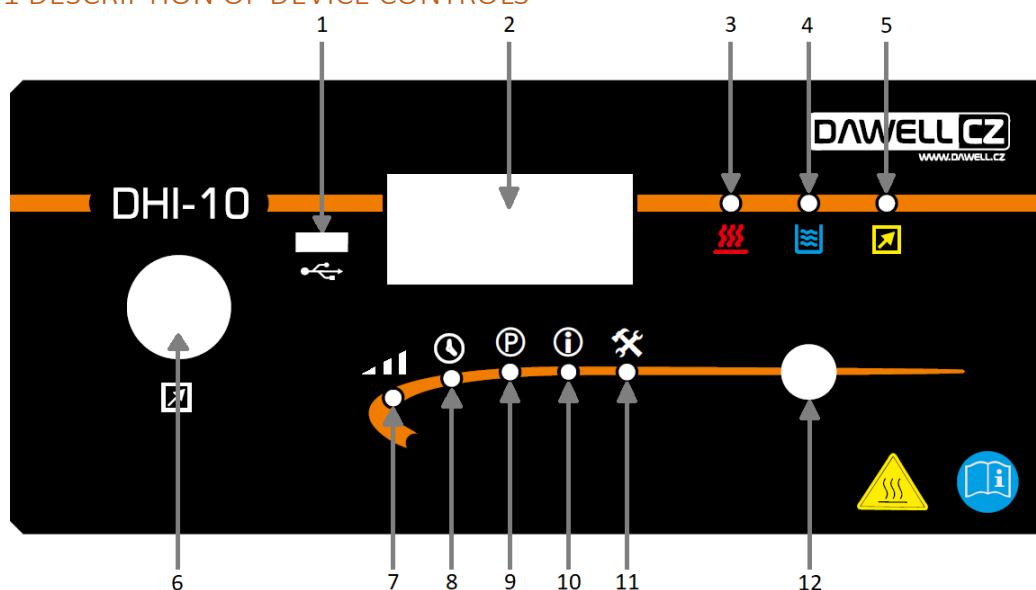 1 DESCRIPTION OF DEVICE CONTROLS
1 2 3 4 5
DAWELL CZ
WWW.DAWELL.CZ
DHI-10
P i
i
6 7 8 9 10 11 12